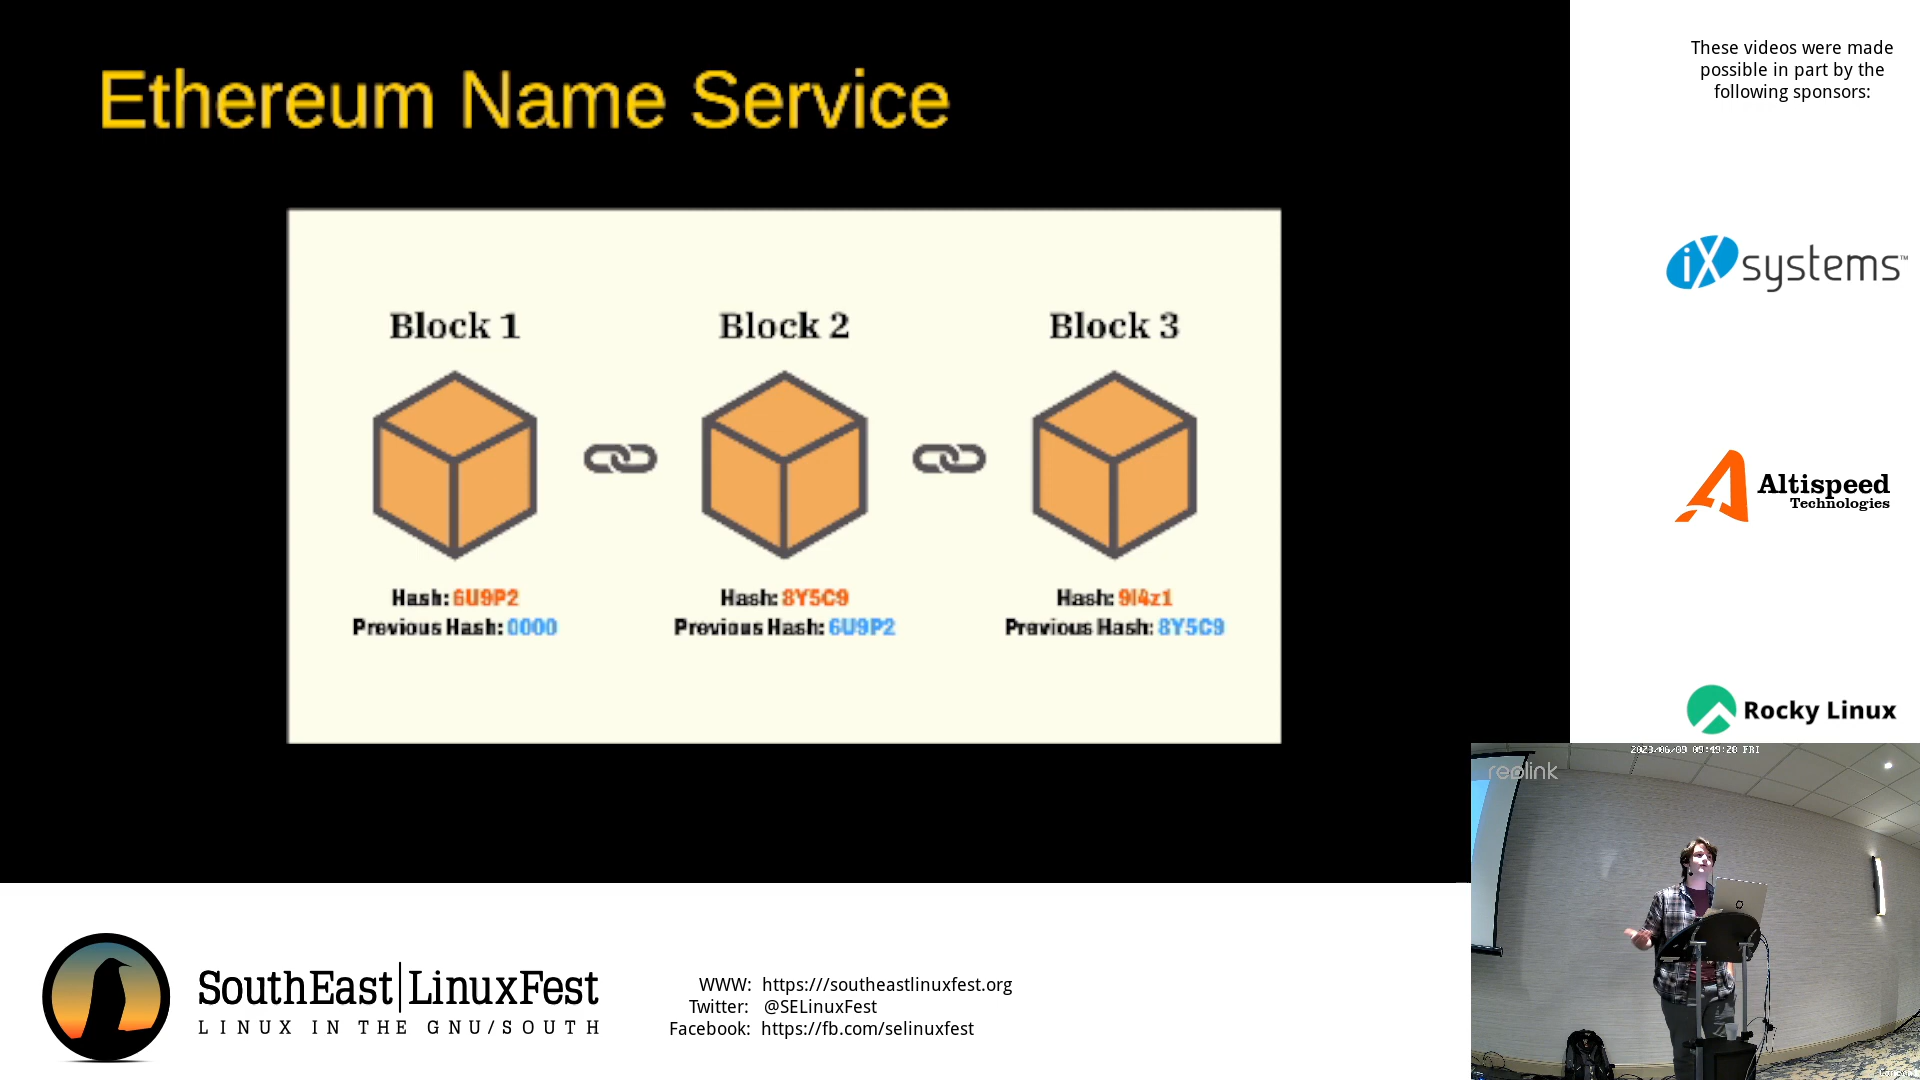 Ethereum Name Service
Block 1
Block 2
Block 3
Hash: 6U9P2
Previous Hash: 0000
Hash: 8Y5C9
Previous Hash: 6U9P2
Hash: 9I4z1
Previous Hash: 8Y5C9
These videos were made
possible in part by the
following sponsors:
iXsystems™
Altispeed
Technologies
Rocky Linux
2023/06/09 09:49:20 FRI
reolink
SouthEast|LinuxFest
LINUX IN THE GNU/SOUTH
WWW: https:///southeastlinuxfest.org
Twitter: @SELinuxFest
Facebook: https://fb.com/selinuxfest